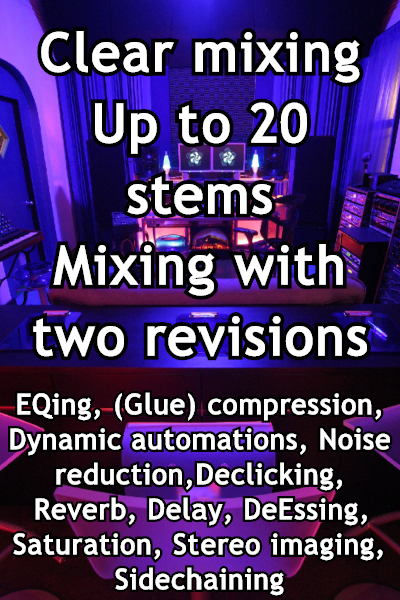 Clear mixing
Up to 20
stems
Mixing with
two revisions
EQing, (Glue) compression,
Dynamic automations, Noise
reduction,Declicking,
Reverb, Delay, DeEssing,
Saturation, Stereo imaging,
Sidechaining